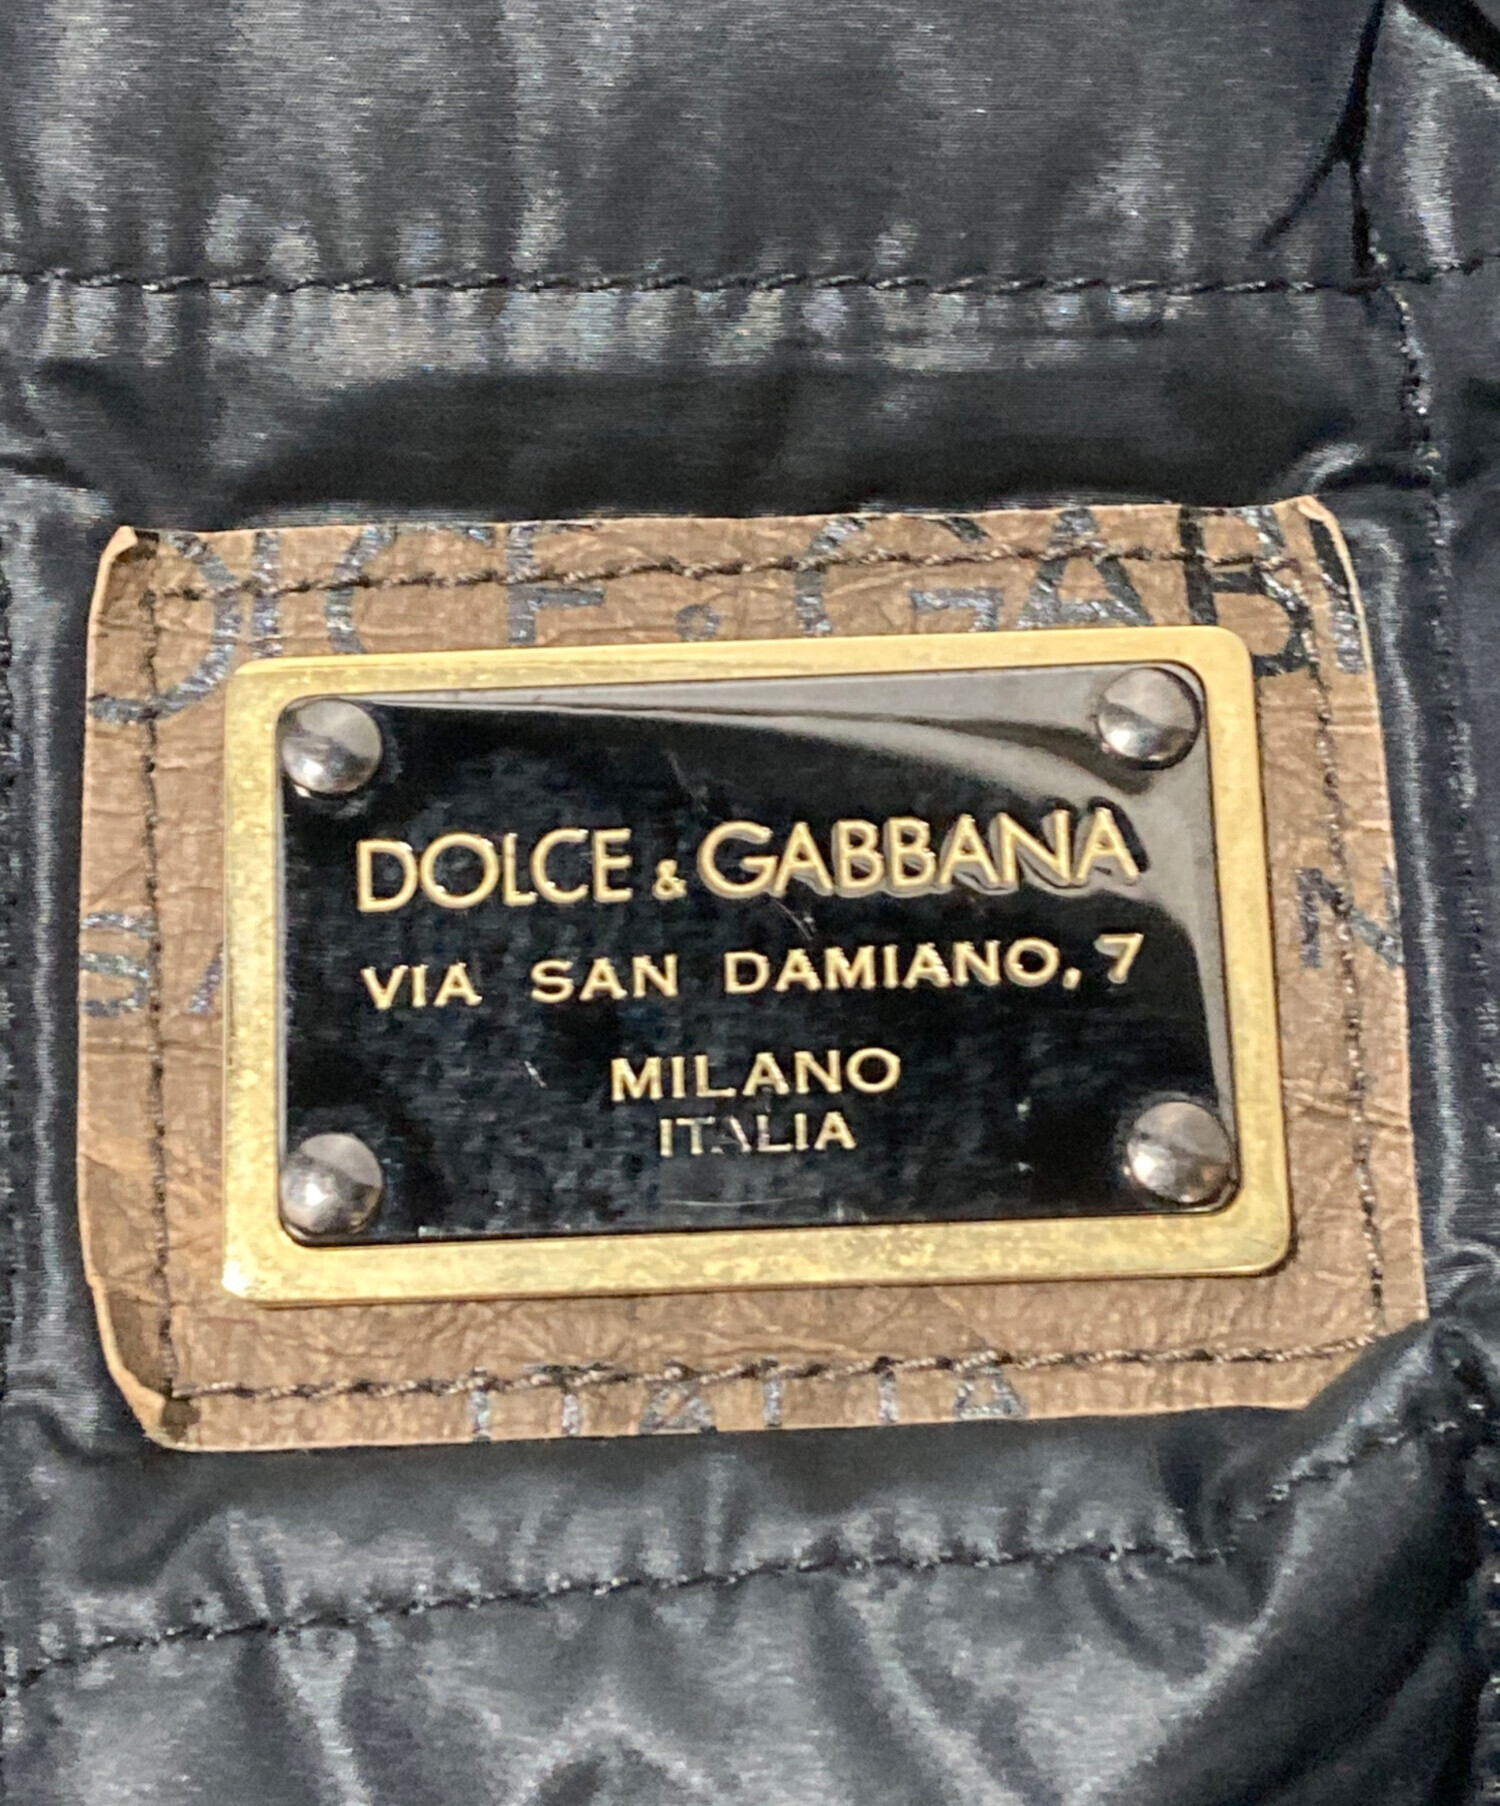 DOLCE & GABBANA
VIA SAN DAMIANO, 7
MILANO
ITALIA